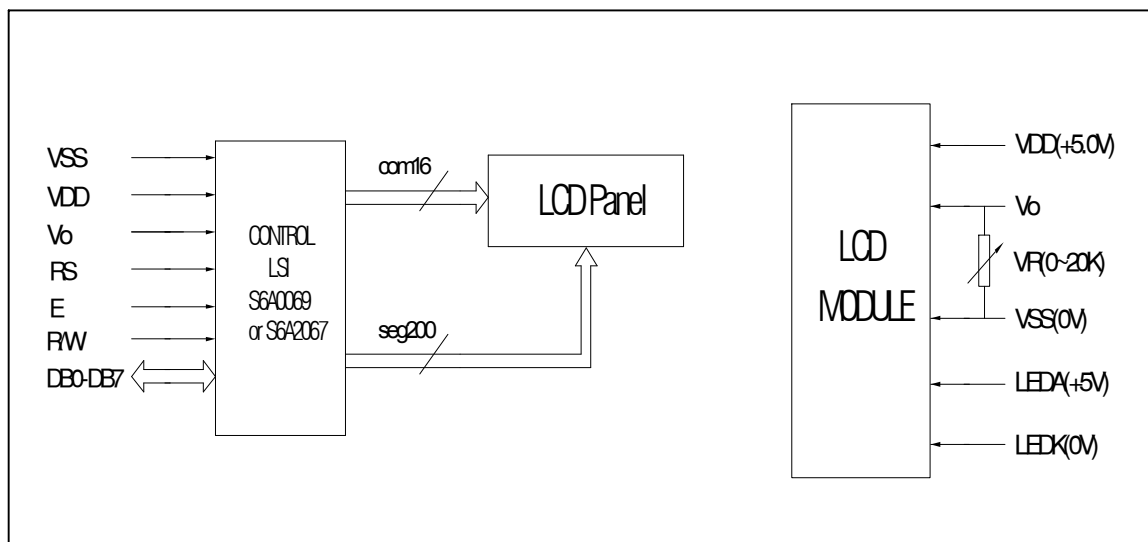 VSS
VDD
Vo
RS
E
R/W
DB0-DB7
CONTROL
LSI
S6A0069
or S6A2067
com16
seg200
LCD Panel
LCD
MODULE
VDD(+5.0V)
Vo
VR(0~20K)
VSS(0V)
LEDA(+5V)
LEDK(0V)